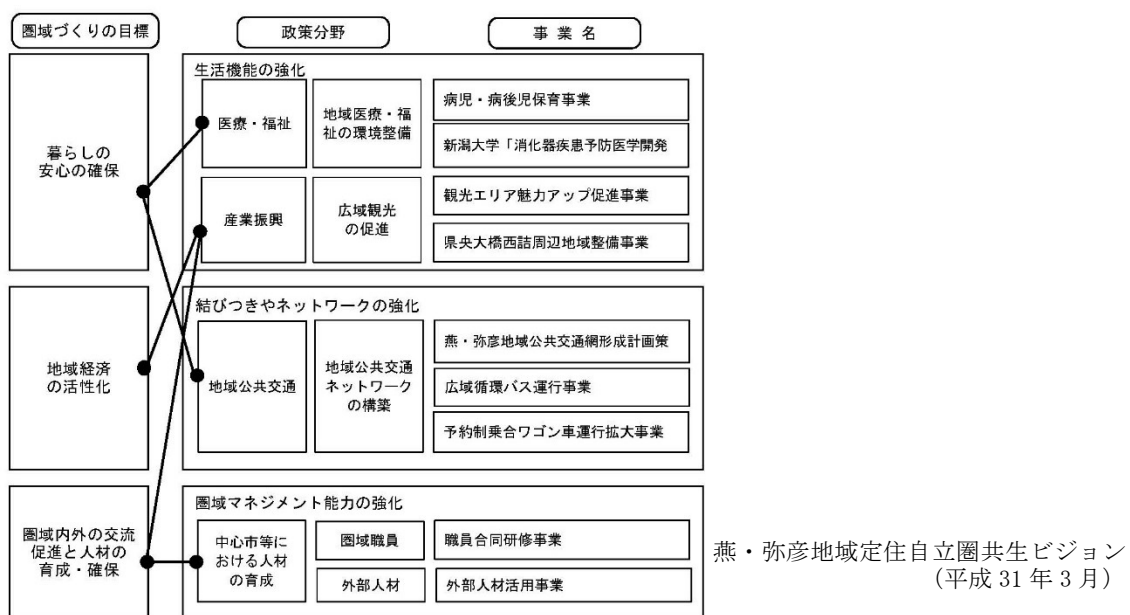 圏域づくりの目標
政策分野
事業名
暮らしの
安心の確保
生活機能の強化
医療・福祉
地域医療・福
祉の環境整備
病児・病後児保育事業
新潟大学「消化器疾患予防医学開発
産業振興
広域観光
の促進
観光エリア魅力アップ促進事業
県央大橋西詰周辺地域整備事業
地域経済
の活性化
結びつきやネットワークの強化
地域公共交通
地域公共交通
ネットワーク
の構築
燕・弥彦地域公共交通網形成計画策
広域循環バス運行事業
予約制乗合ワゴン車運行拡大事業
圏域内外の交流
促進と人材の
育成・確保
圏域マネジメント能力の強化
中心市等に
おける人材
の育成
圏域職員
職員合同研修事業
外部人材
外部人材活用事業
燕・弥彦地域定住自立圏共生ビジョン
(平成 31 年 3 月)